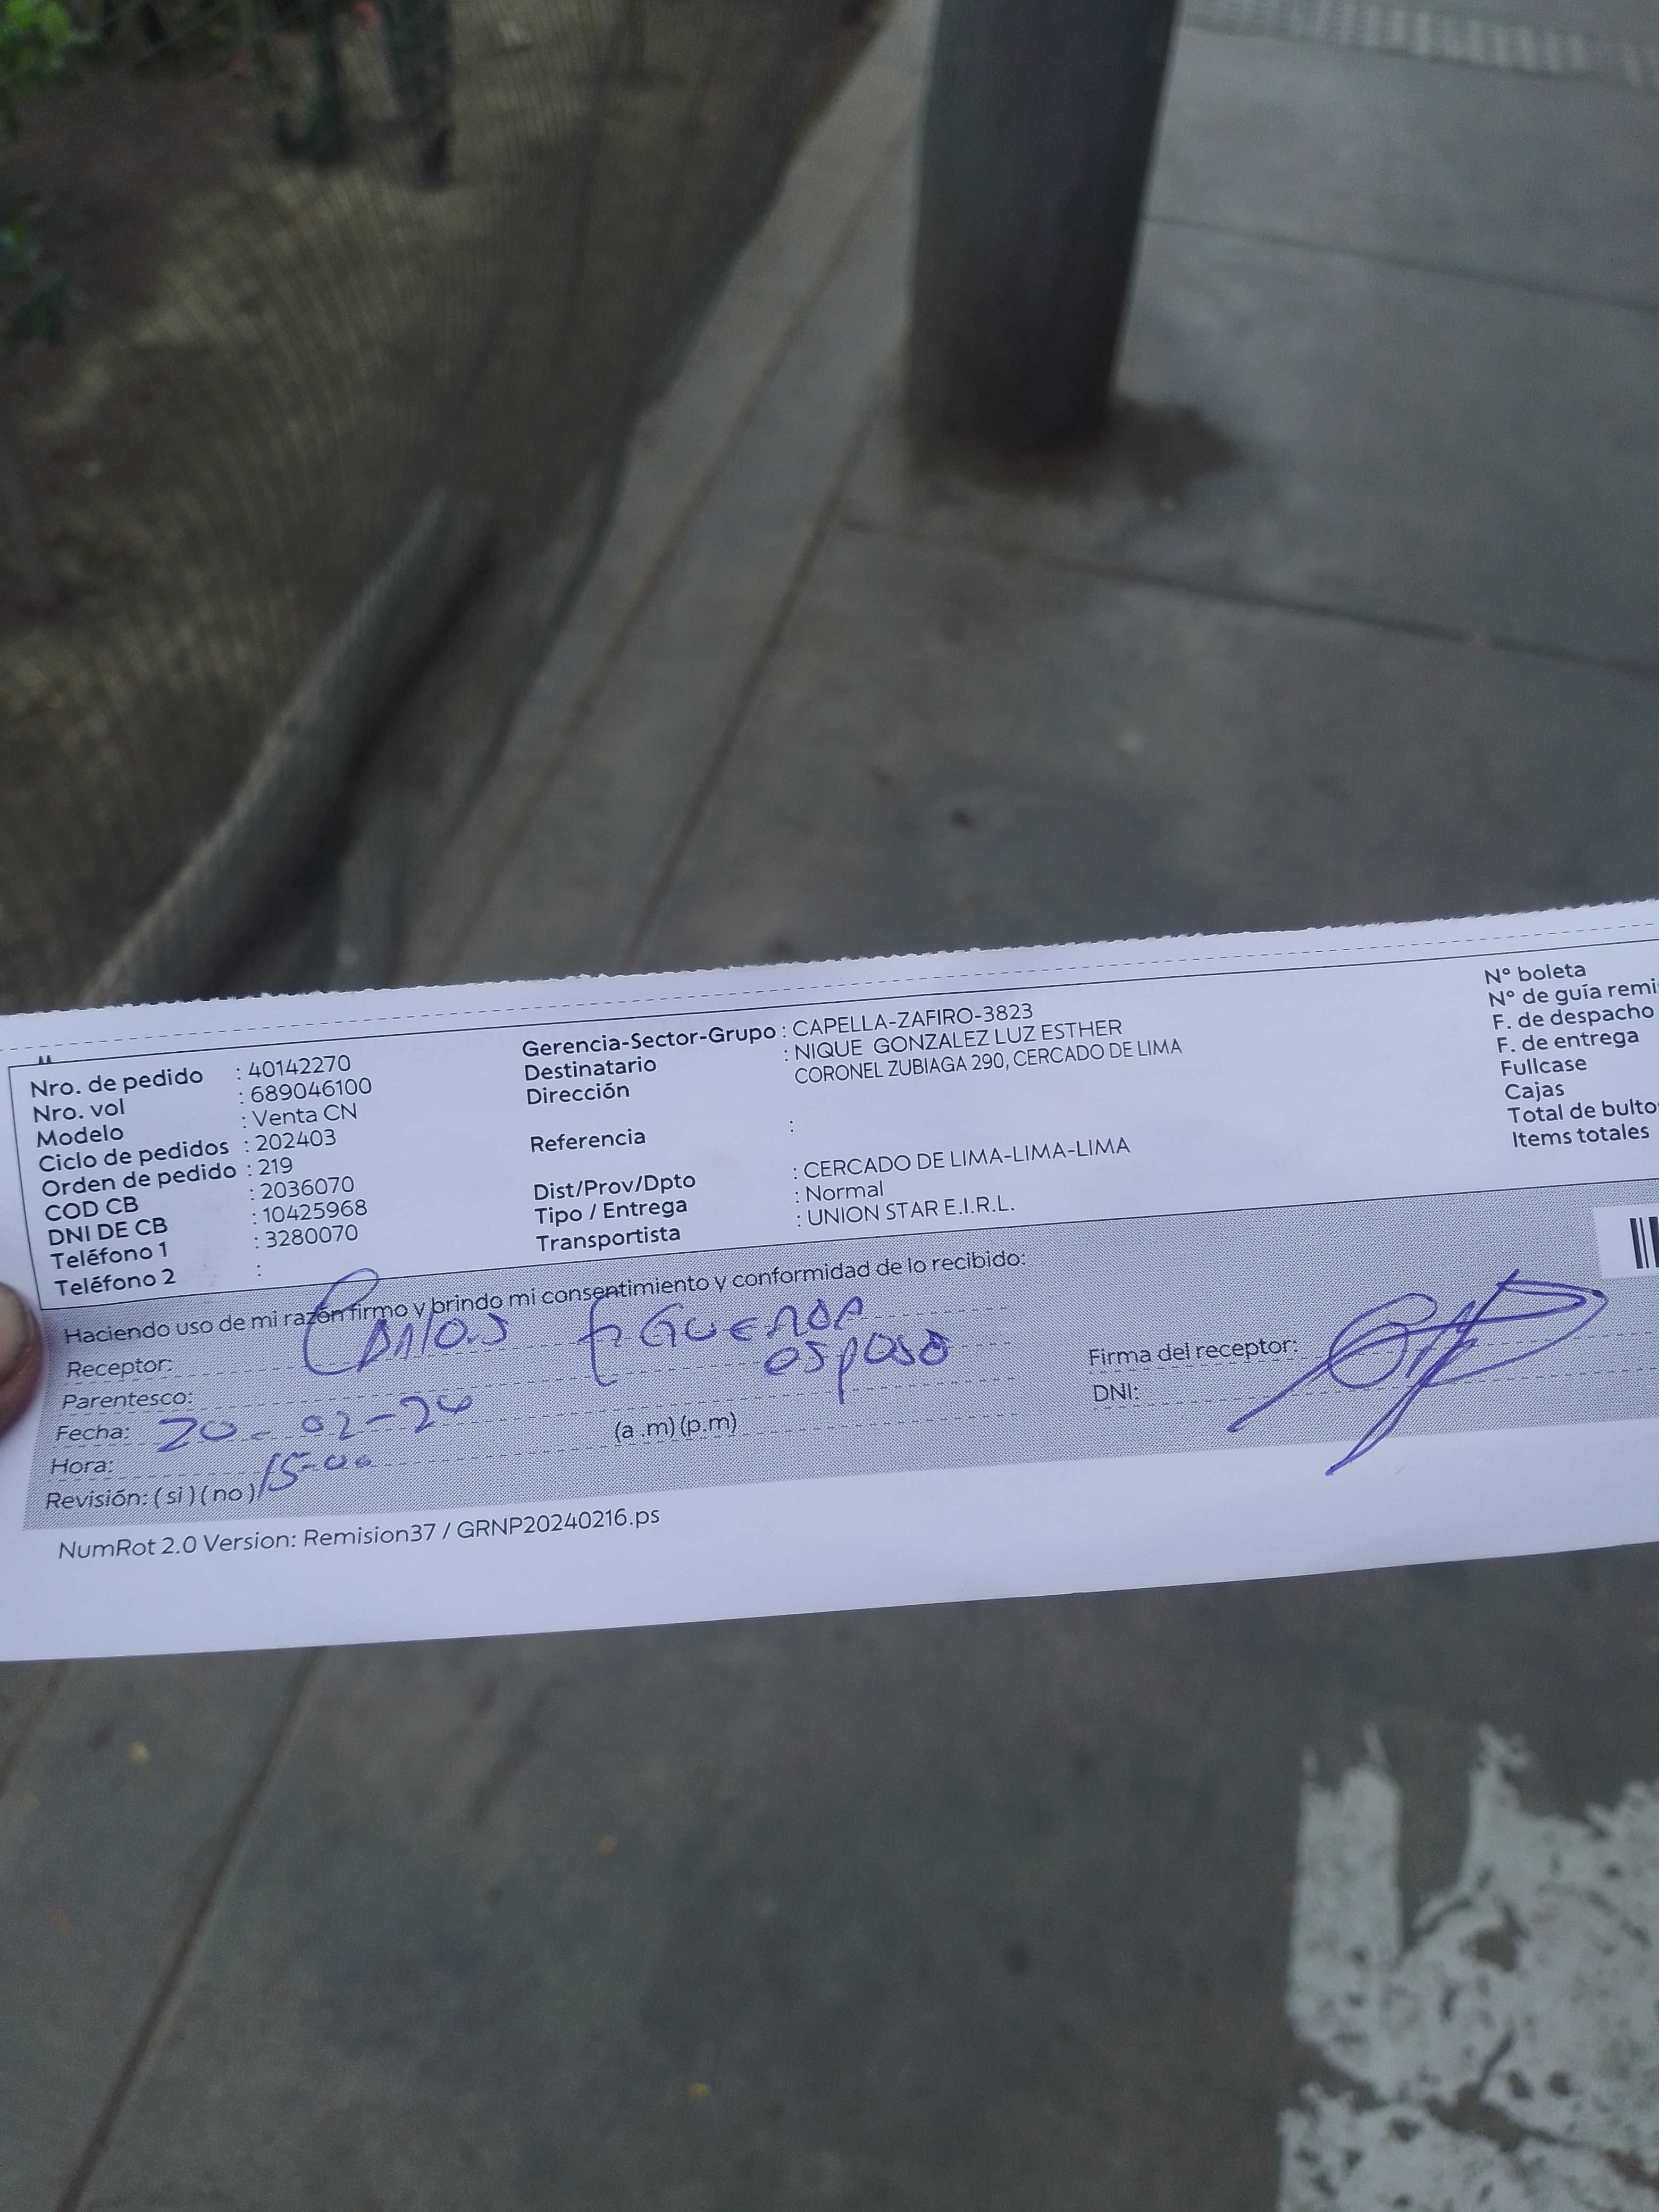 Nro. de pedido : 40142270
Nro. vol : 689046100
Modelo : Venta CN
Ciclo de pedidos : 202403
Orden de pedido : 219
COD CB : 2036070
DNI DE CB : 10425968
Teléfono 1 : 3280070
Teléfono 2 :
Gerencia-Sector-Grupo : CAPELLA-ZAFIRO-3823
Destinatario : NIQUE GONZALEZ LUZ ESTHER
Dirección CORONEL ZUBIAGA 290, CERCADO DE LIMA
Referencia :
Dist/Prov/Dpto : CERCADO DE LIMA-LIMA-LIMA
Tipo / Entrega : Normal
Transportista : UNION STAR E.I.R.L.
N° boleta
N° de guía remi
F. de despacho
F. de entrega
Fullcase
Cajas
Total de bulto
Items totales
Haciendo uso de mi razón firmo y brindo mi consentimiento y conformidad de lo recibido:
Receptor: Carlos Figueroa
Parentesco: esposo
Fecha: 20-02-24
Hora: 15-00 (a .m) (p.m)
Revisión: ( si ) ( no )
Firma del receptor:
DNI:
NumRot 2.0 Version: Remision37 / GRNP20240216.ps